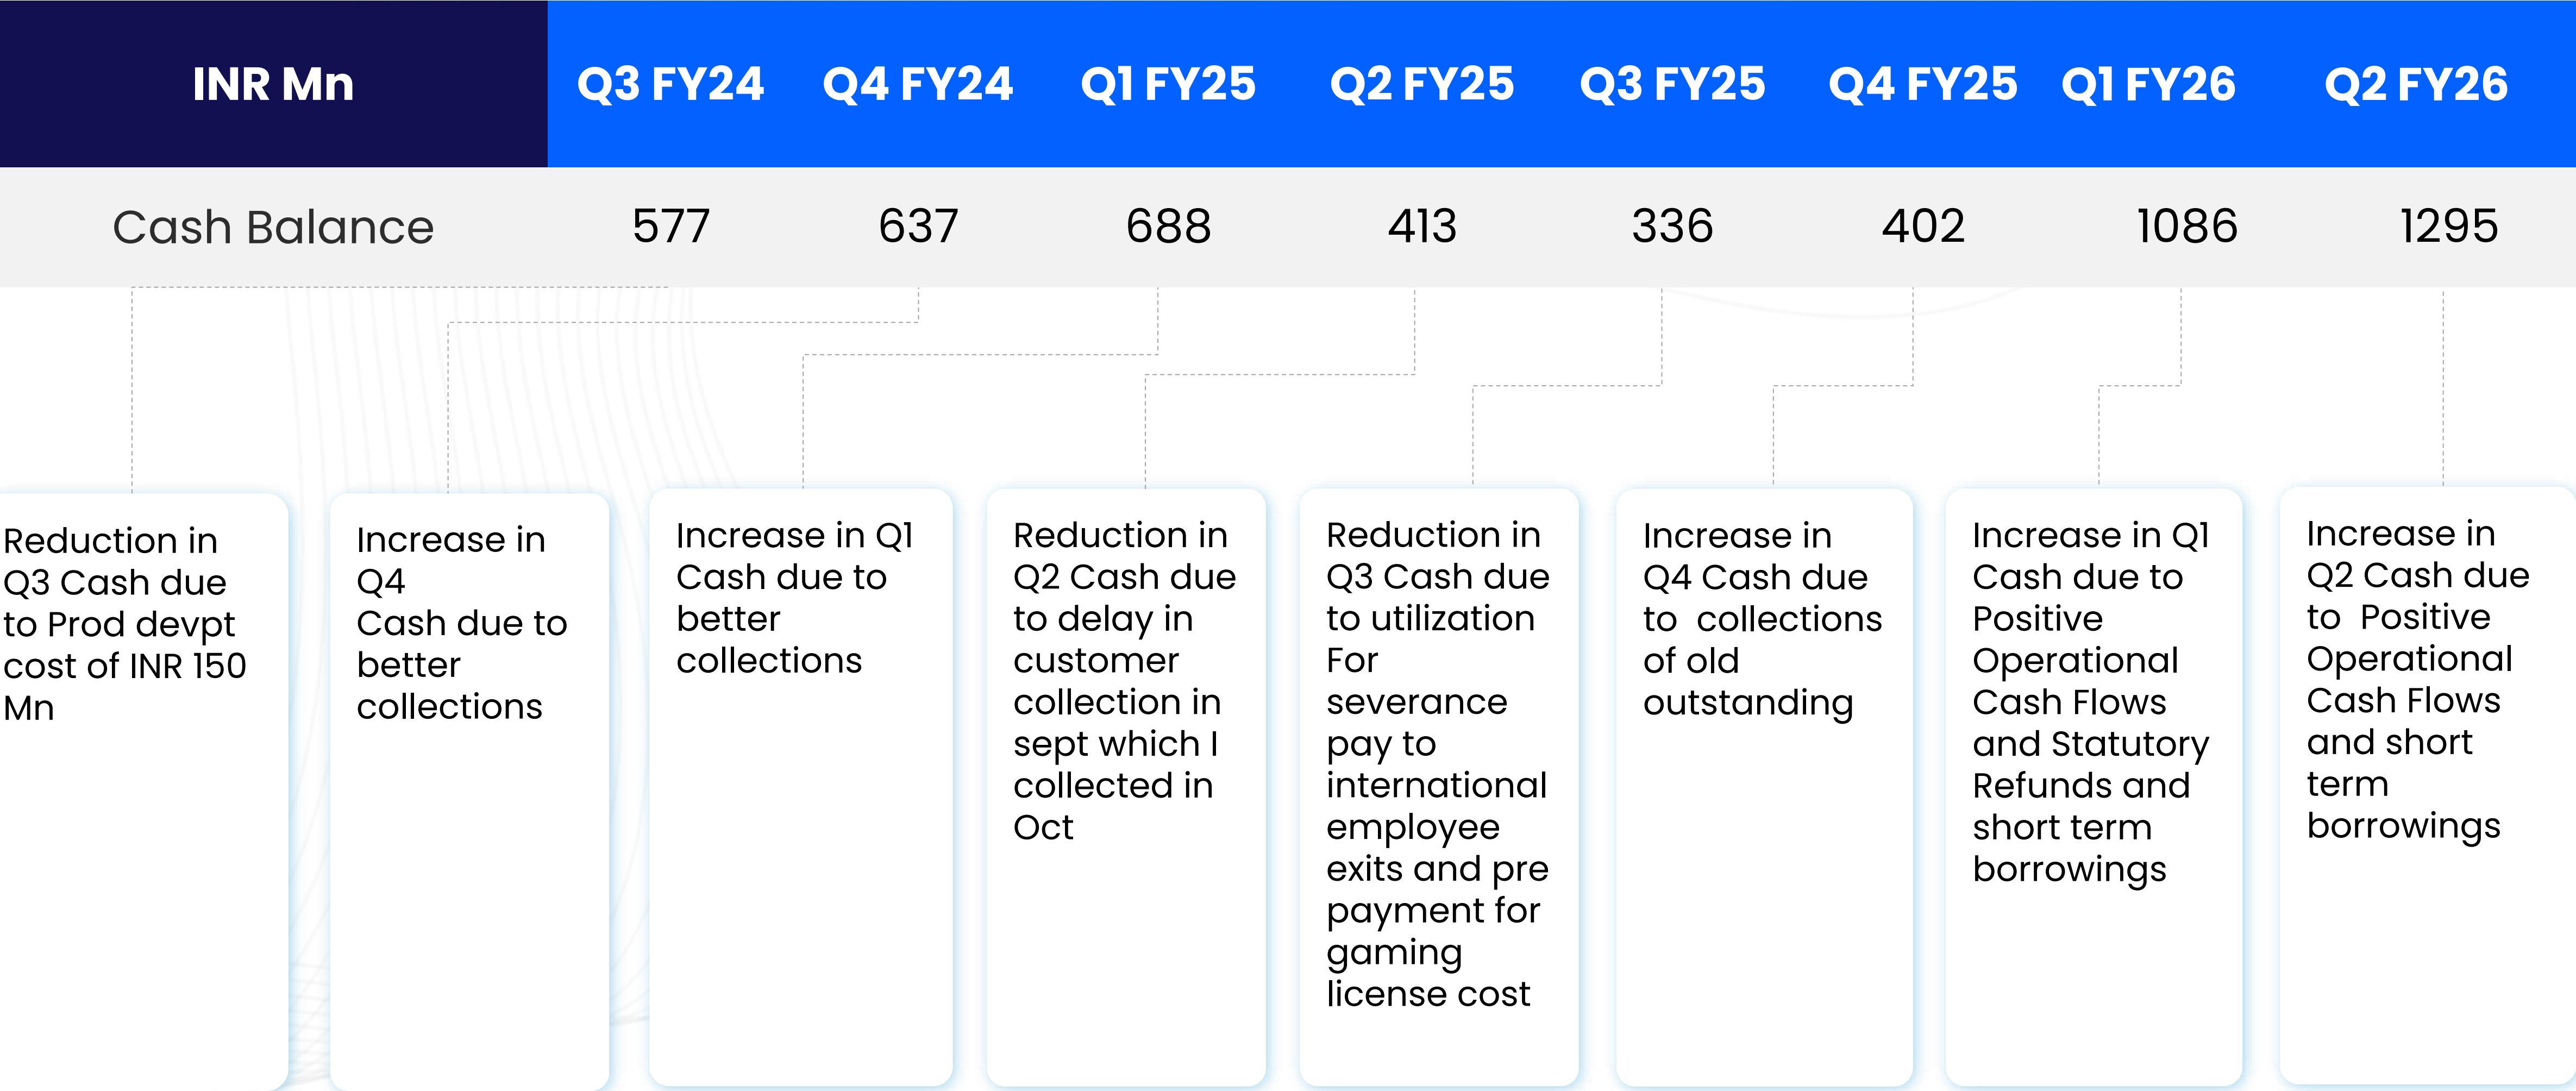 INR Mn Q3 FY24 Q4 FY24 Q1 FY25 Q2 FY25 Q3 FY25 Q4 FY25 Q1 FY26 Q2 FY26
Cash Balance 577 637 688 413 336 402 1086 1295
Reduction in
Q3 Cash due
to Prod devpt
cost of INR 150
Mn
Increase in
Q4
Cash due to
better
collections
Increase in Q1
Cash due to
better
collections
Reduction in
Q2 Cash due
to delay in
customer
collection in
sept which I
collected in
Oct
Reduction in
Q3 Cash due
to utilization
For
severance
pay to
international
employee
exits and pre
payment for
gaming
license cost
Increase in
Q4 Cash due
to collections
of old
outstanding
Increase in Q1
Cash due to
Positive
Operational
Cash Flows
and Statutory
Refunds and
short term
borrowings
Increase in
Q2 Cash due
to Positive
Operational
Cash Flows
and short
term
borrowings